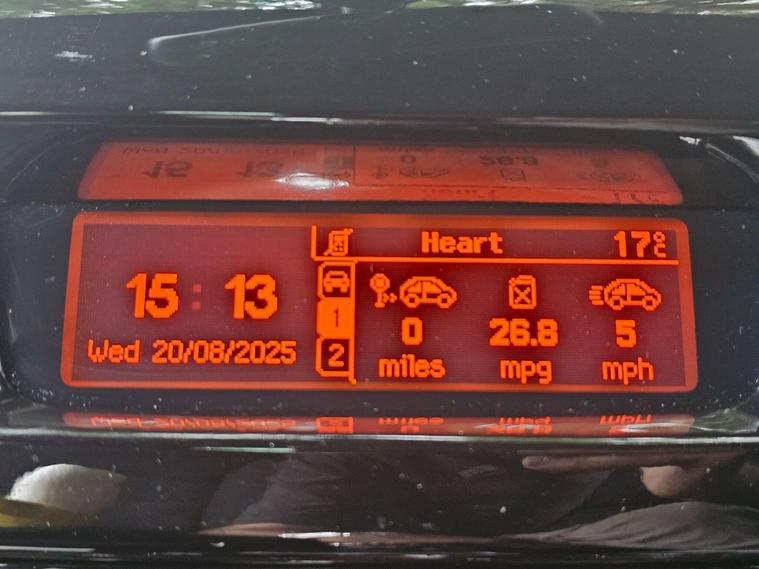 Heart 17°C
15:13
Wed 20/08/2025
1
2
0 26.8 5
miles mpg mph